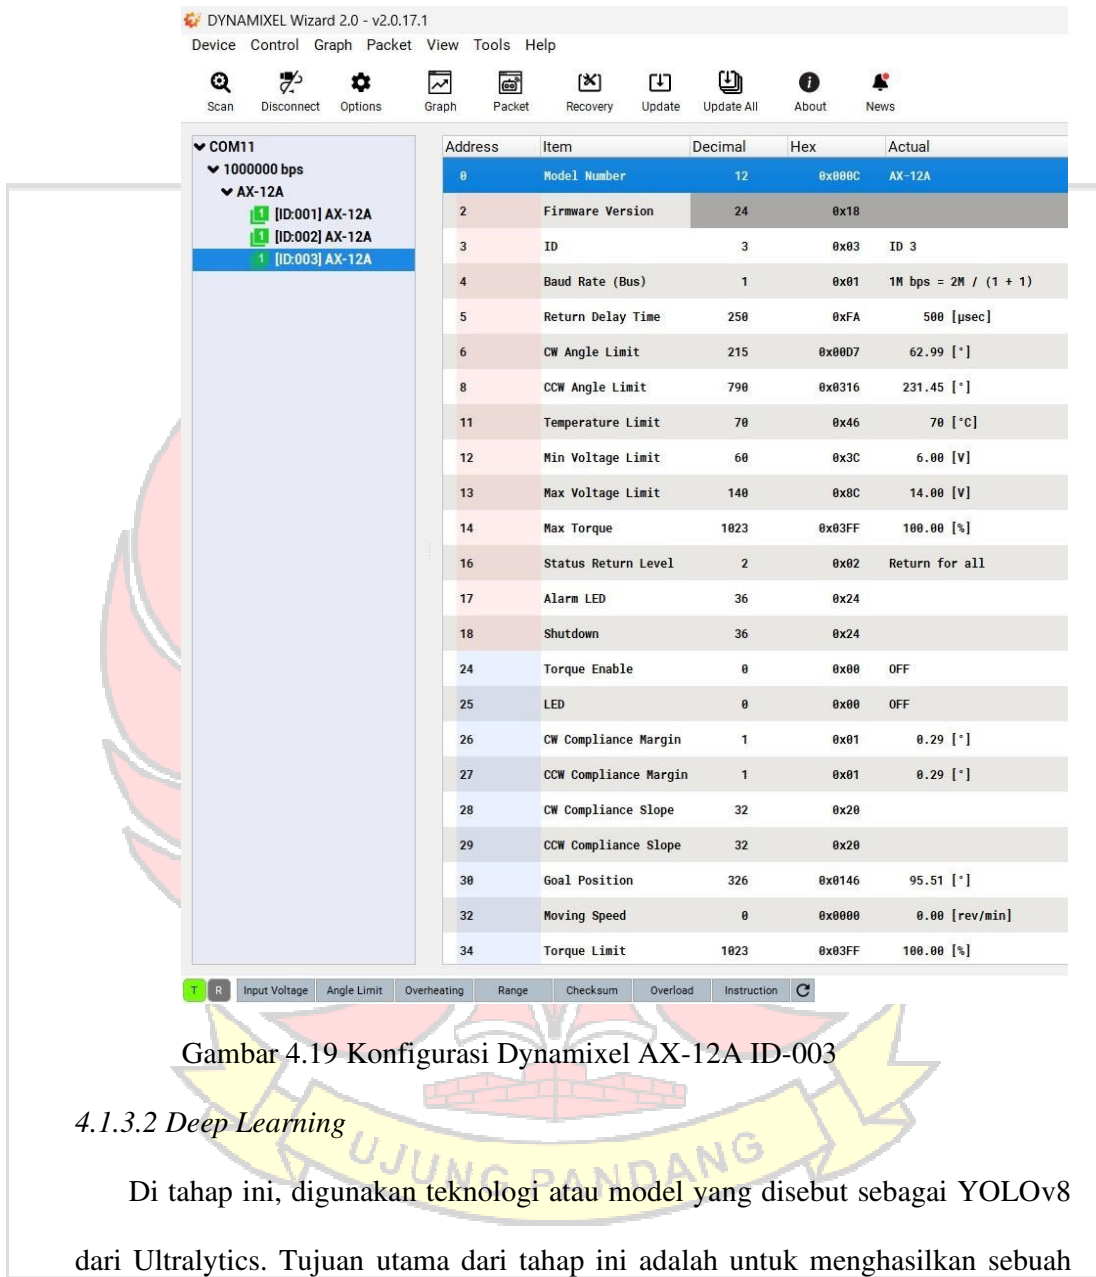 DYNAMIXEL Wizard 2.0 - v2.0.17.1
Device Control Graph Packet View Tools Help
Scan Disconnect Options Graph Packet Recovery Update Update All About News
COM11
1000000 bps
AX-12A
[ID:001] AX-12A
[ID:002] AX-12A
[ID:003] AX-12A
Address Item Decimal Hex Actual
0 Model Number 12 0x000C AX-12A
2 Firmware Version 24 0x18
3 ID 3 0x03 ID 3
4 Baud Rate (Bus) 1 0x01 1M bps = 2M / (1 + 1)
5 Return Delay Time 250 0xFA 500 [µsec]
6 CW Angle Limit 215 0x00D7 62.99 [°]
8 CCW Angle Limit 790 0x0316 231.45 [°]
11 Temperature Limit 70 0x46 70 [°C]
12 Min Voltage Limit 60 0x3C 6.00 [V]
13 Max Voltage Limit 140 0x8C 14.00 [V]
14 Max Torque 1023 0x03FF 100.00 [%]
16 Status Return Level 2 0x02 Return for all
17 Alarm LED 36 0x24
18 Shutdown 36 0x24
24 Torque Enable 0 0x00 OFF
25 LED 0 0x00 OFF
26 CW Compliance Margin 1 0x01 0.29 [°]
27 CCW Compliance Margin 1 0x01 0.29 [°]
28 CW Compliance Slope 32 0x20
29 CCW Compliance Slope 32 0x20
30 Goal Position 326 0x0146 95.51 [°]
32 Moving Speed 0 0x0000 0.00 [rev/min]
34 Torque Limit 1023 0x03FF 100.00 [%]
T R Input Voltage Angle Limit Overheating Range Checksum Overload Instruction
Gambar 4.19 Konfigurasi Dynamixel AX-12A ID-003
4.1.3.2 Deep Learning
UJUNG PANDANG
Di tahap ini, digunakan teknologi atau model yang disebut sebagai YOLOv8
dari Ultralytics. Tujuan utama dari tahap ini adalah untuk menghasilkan sebuah